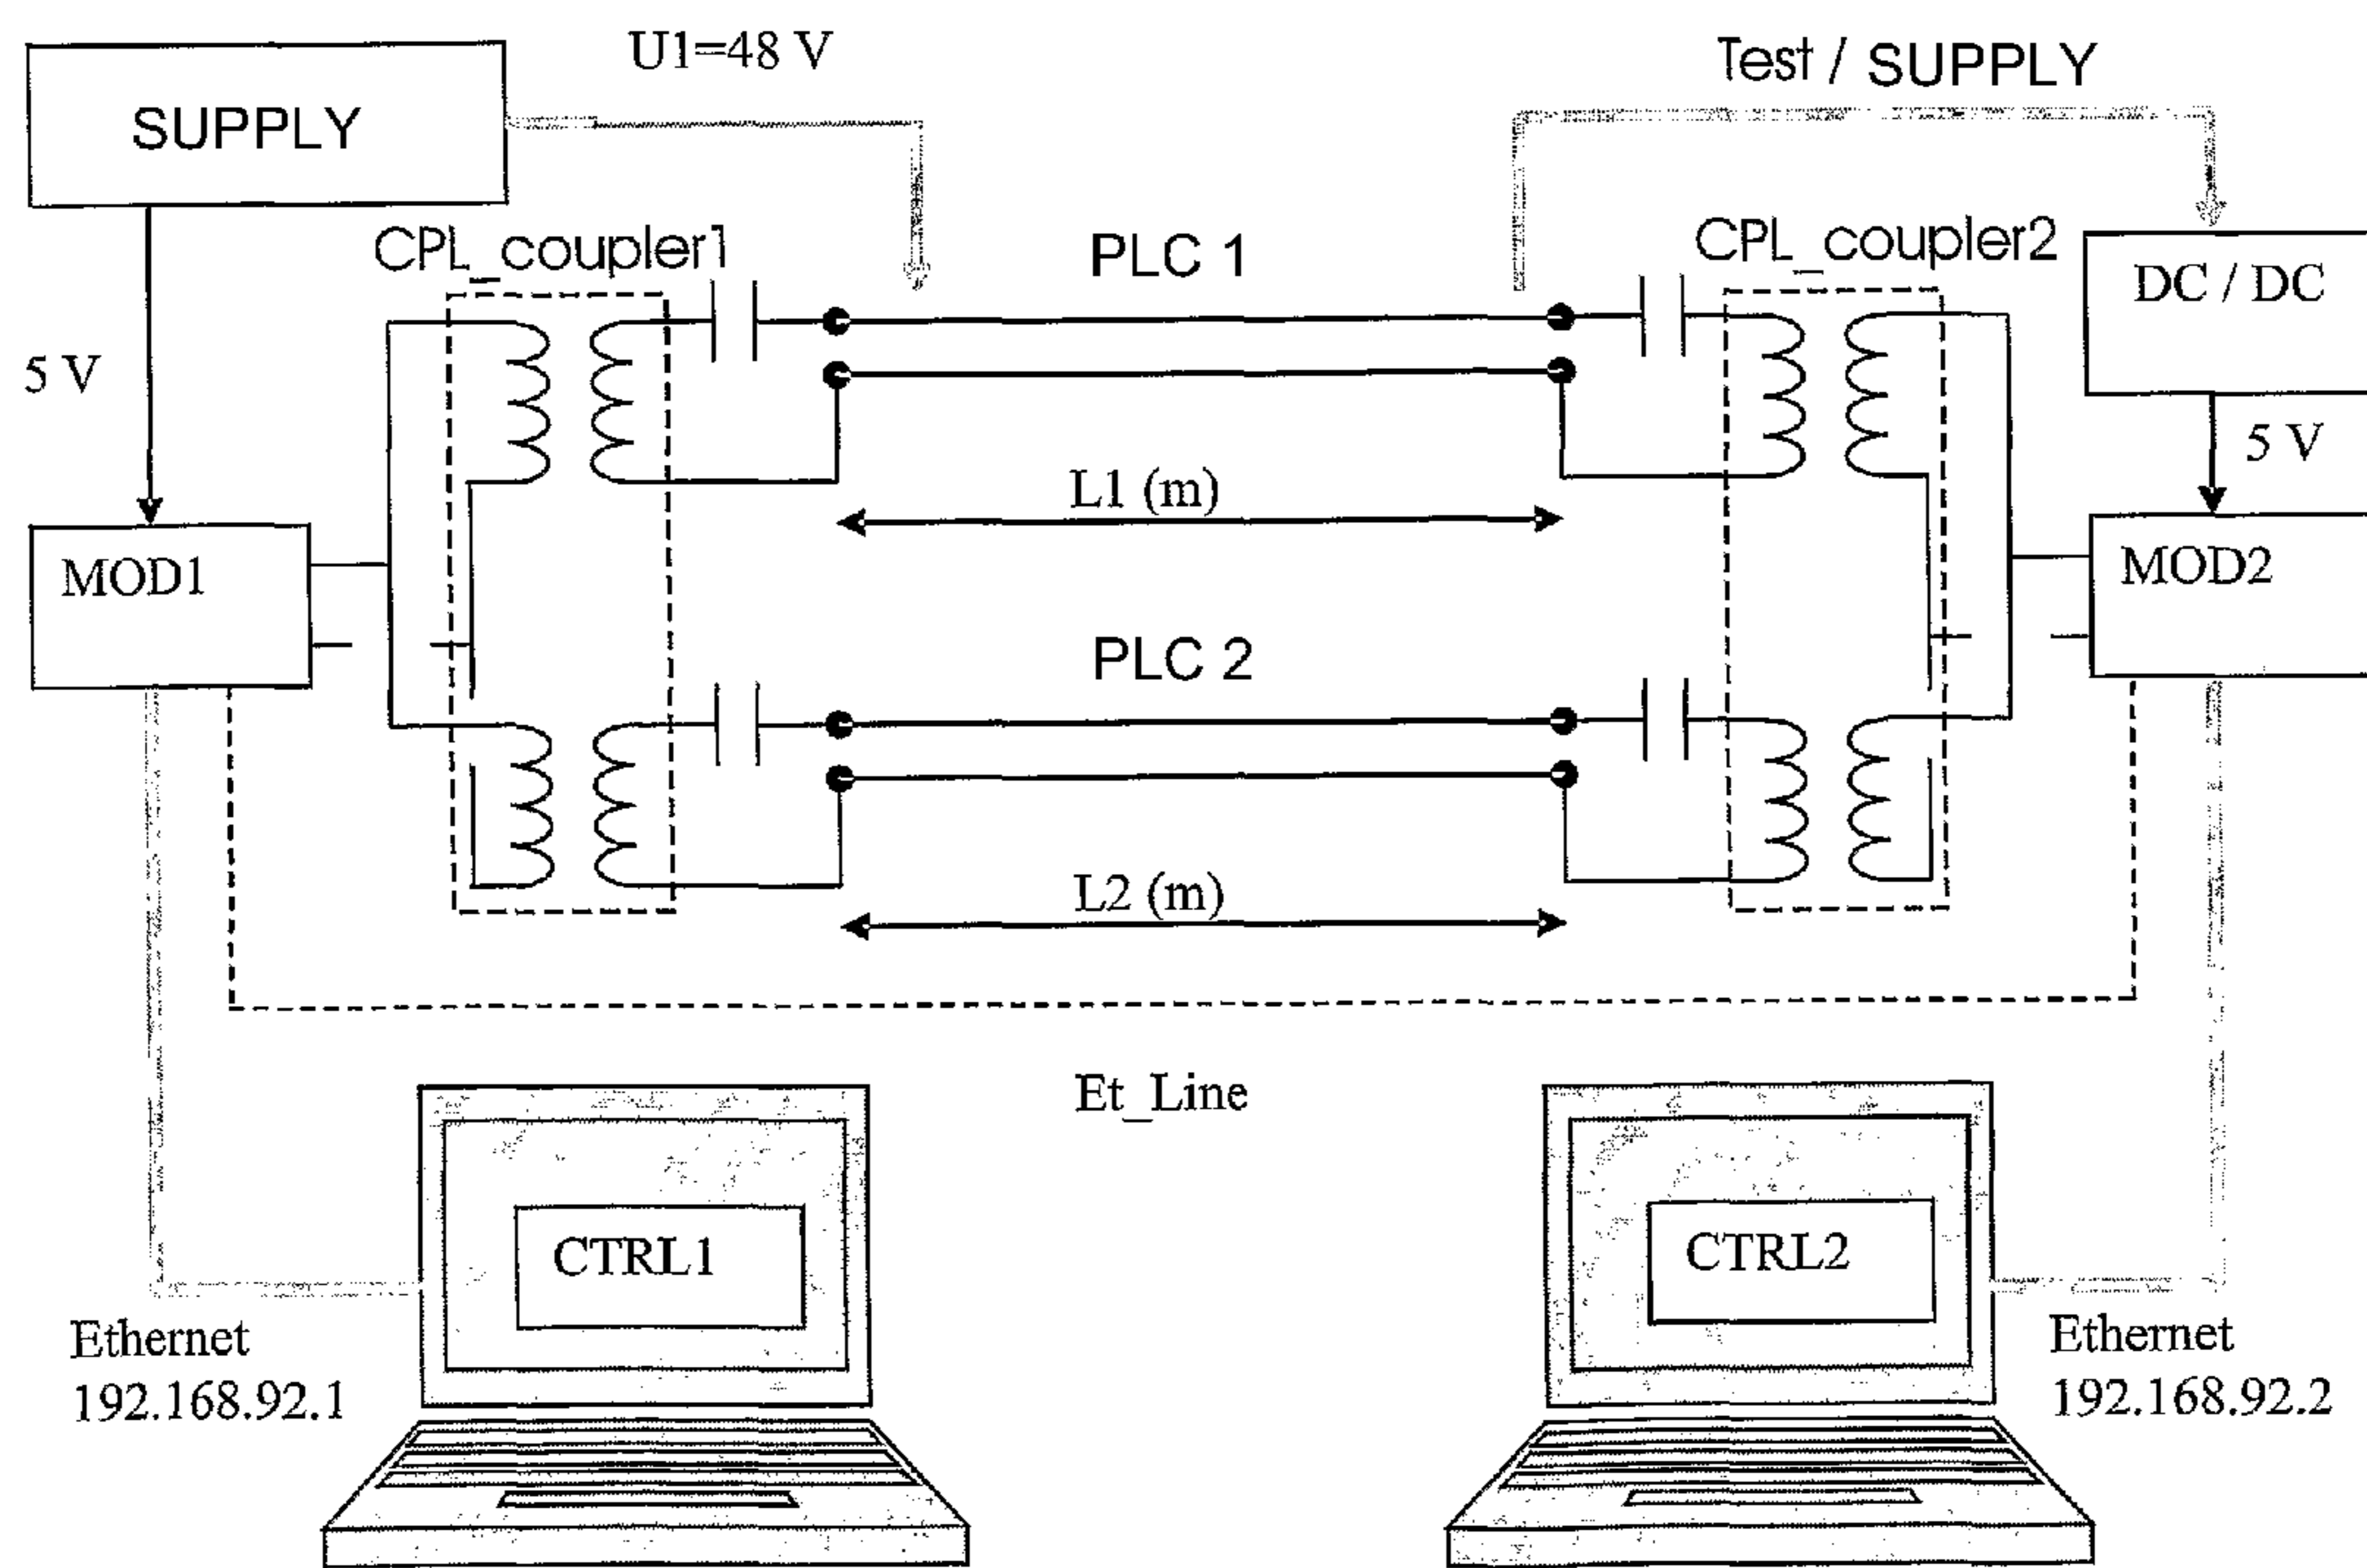 U1=48 V
Test / SUPPLY
SUPPLY
CPL_coupler1
PLC 1
CPL_coupler2
DC / DC
5 V
5 V
L1 (m)
MOD1
MOD2
PLC 2
L2 (m)
Et_Line
CTRL1
CTRL2
Ethernet
192.168.92.1
Ethernet
192.168.92.2